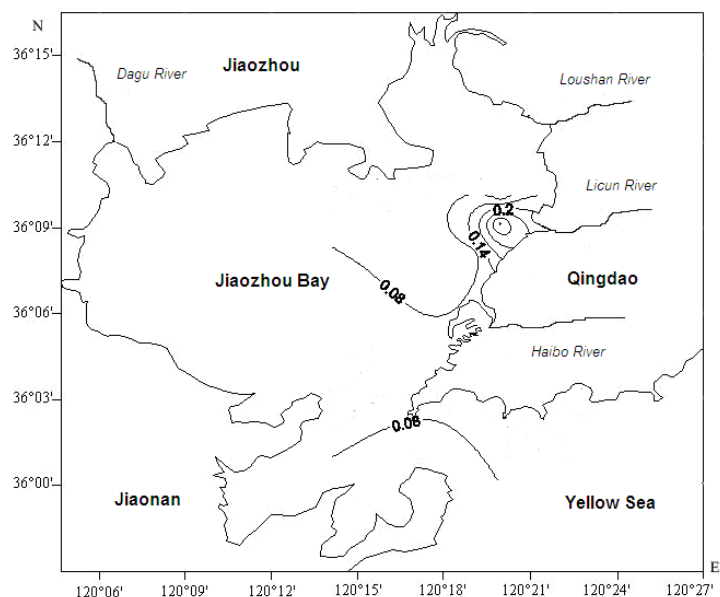 N
36°15'
Jiaozhou
Dagu River
Loushan River
36°12'
Licun River
0.2
36°09'
0.14
Jiaozhou Bay
Qingdao
0.08
36°06'
Haibo River
36°03'
0.08
36°00'
Jiaonan
Yellow Sea
E
120°06' 120°09' 120°12' 120°15' 120°18' 120°21' 120°24' 120°27'